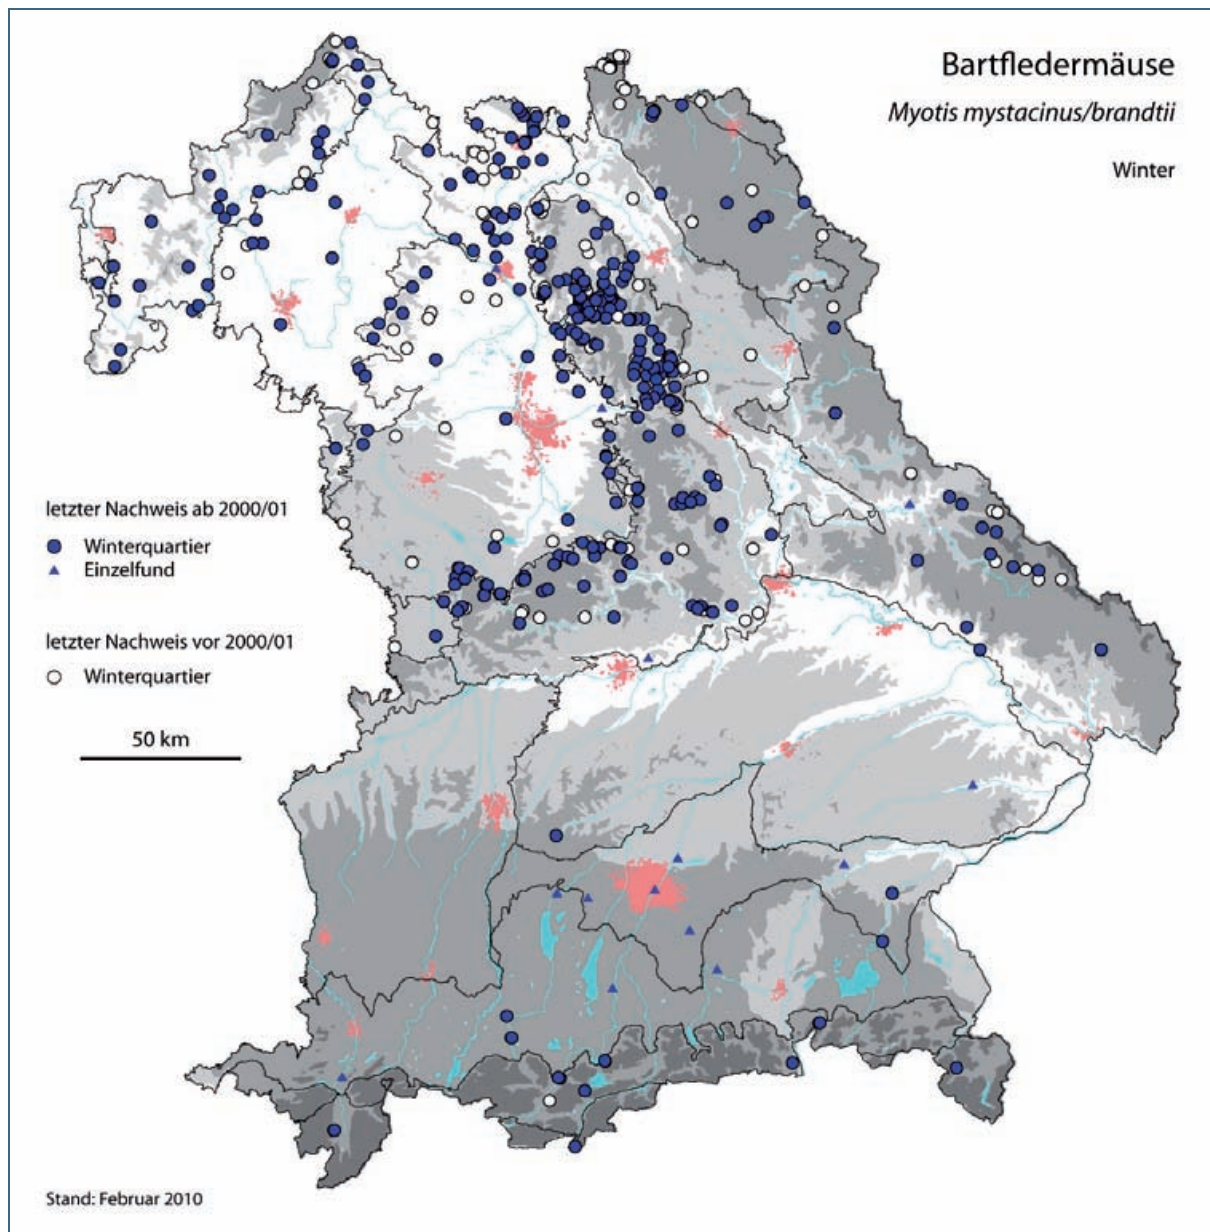 Bartfledermäuse
Myotis mystacinus/brandtii
Winter
letzter Nachweis ab 2000/01
Winterquartier
Einzelfund
letzter Nachweis vor 2000/01
Winterquartier
50 km
Stand: Februar 2010